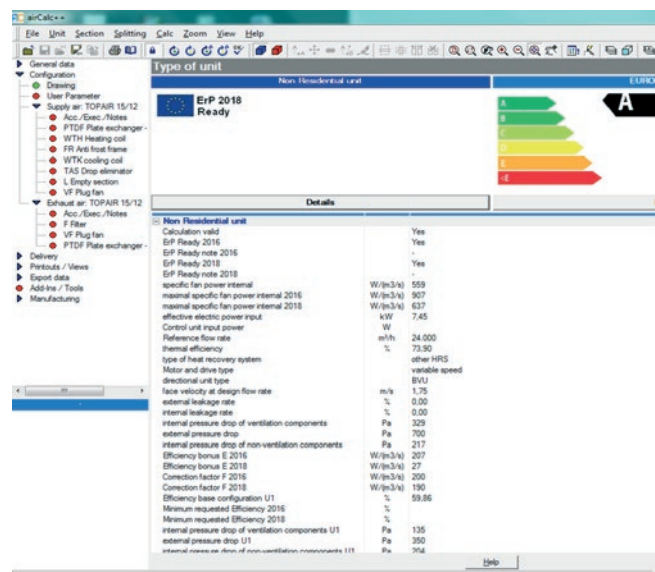 airCalc++
File Unit Section Splitting Calc Zoom View Help
General data
Configuration
Drawing
User Parameter
Supply air: TOPAIR 15/12
Acc./Exec./Notes
PTDF Plate exchanger -
WTH Heating coil
FR Anti frost frame
WTK cooling coil
TAS Drop eliminator
L Empty section
VF Plug fan
Exhaust air: TOPAIR 15/12
Acc./Exec./Notes
F Filter
VF Plug fan
PTDF Plate exchanger -
Delivery
Printouts / Views
Export data
Add-Ins / Tools
Manufacturing
Type of unit
Non Residential unit
EURO
ErP 2018
Ready
A
B
C
D
E
<E
A
Details
Non Residential unit
Calculation valid Yes
ErP Ready 2016 Yes
ErP Ready note 2016 -
ErP Ready 2018 Yes
ErP Ready note 2018 -
specific fan power internal W/(m3/s) 559
maximal specific fan power internal 2016 W/(m3/s) 907
maximal specific fan power internal 2018 W/(m3/s) 637
effective electric power input kW 7,45
Control unit input power W
Reference flow rate m³/h 24.000
thermal efficiency % 73,90
type of heat recovery system other HRS
Motor and drive type variable speed
directional unit type BVU
face velocity at design flow rate m/s 1,75
external leakage rate % 0,00
internal leakage rate % 0,00
internal pressure drop of ventilation components Pa 329
external pressure drop Pa 700
internal pressure drop of non-ventilation components Pa 217
Efficiency bonus E 2016 W/(m3/s) 207
Efficiency bonus E 2018 W/(m3/s) 27
Correction factor F 2016 W/(m3/s) 200
Correction factor F 2018 W/(m3/s) 190
Efficiency base configuration U1 % 59,86
Minimum requested Efficiency 2016 %
Minimum requested Efficiency 2018 %
internal pressure drop of ventilation components U1 Pa 135
external pressure drop U1 Pa 350
internal pressure drop of non-ventilation components U1 Pa 204
Help